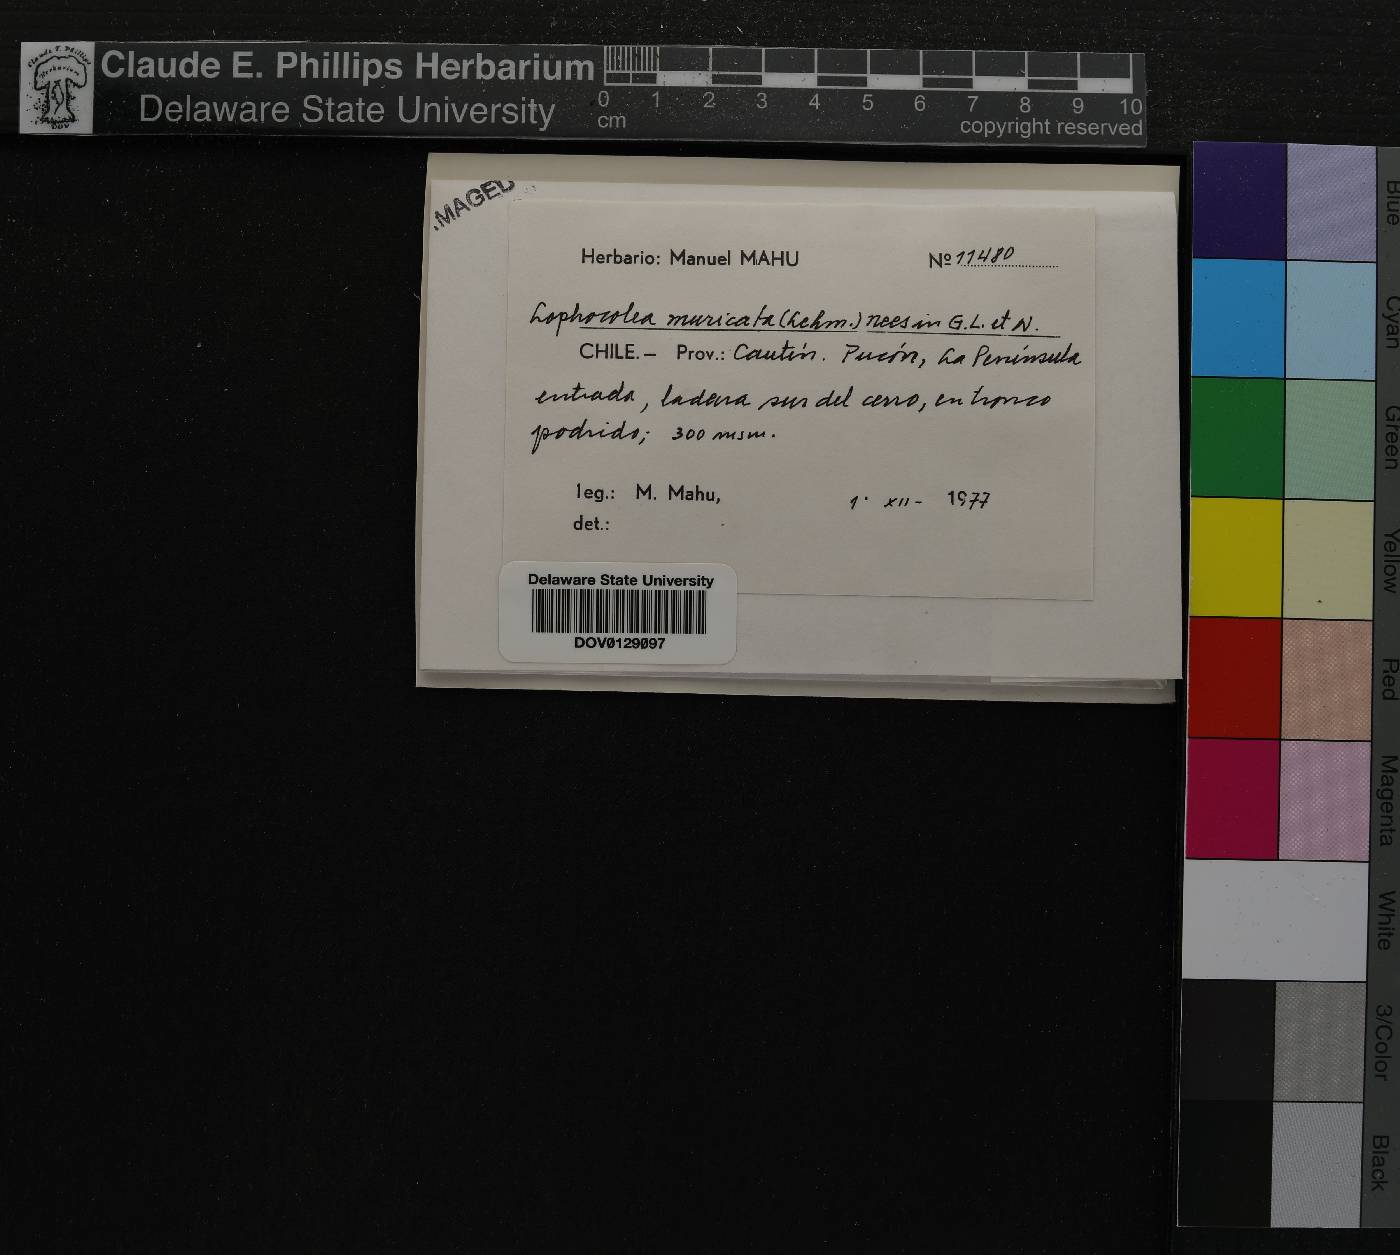 Claude E. Phillips Herbarium
Delaware State University
0 1 2 3 4 5 6 7 8 9 10
cm
copyright reserved
.MAGED
Herbario: Manuel MAHU Nº 11480
Lophocolea muricata (Lehm.) Nees in G.L. et N.
CHILE.— Prov.: Cautín. Pucón, La Península
entrada, ladera sur del cerro, en tronco
podrido; 300 msm.
leg.: M. Mahu, 1· XII - 1977
det.:
Delaware State University
DOV0129097
Blue
Cyan
Green
Yellow
Red
Magenta
White
3/Color
Black